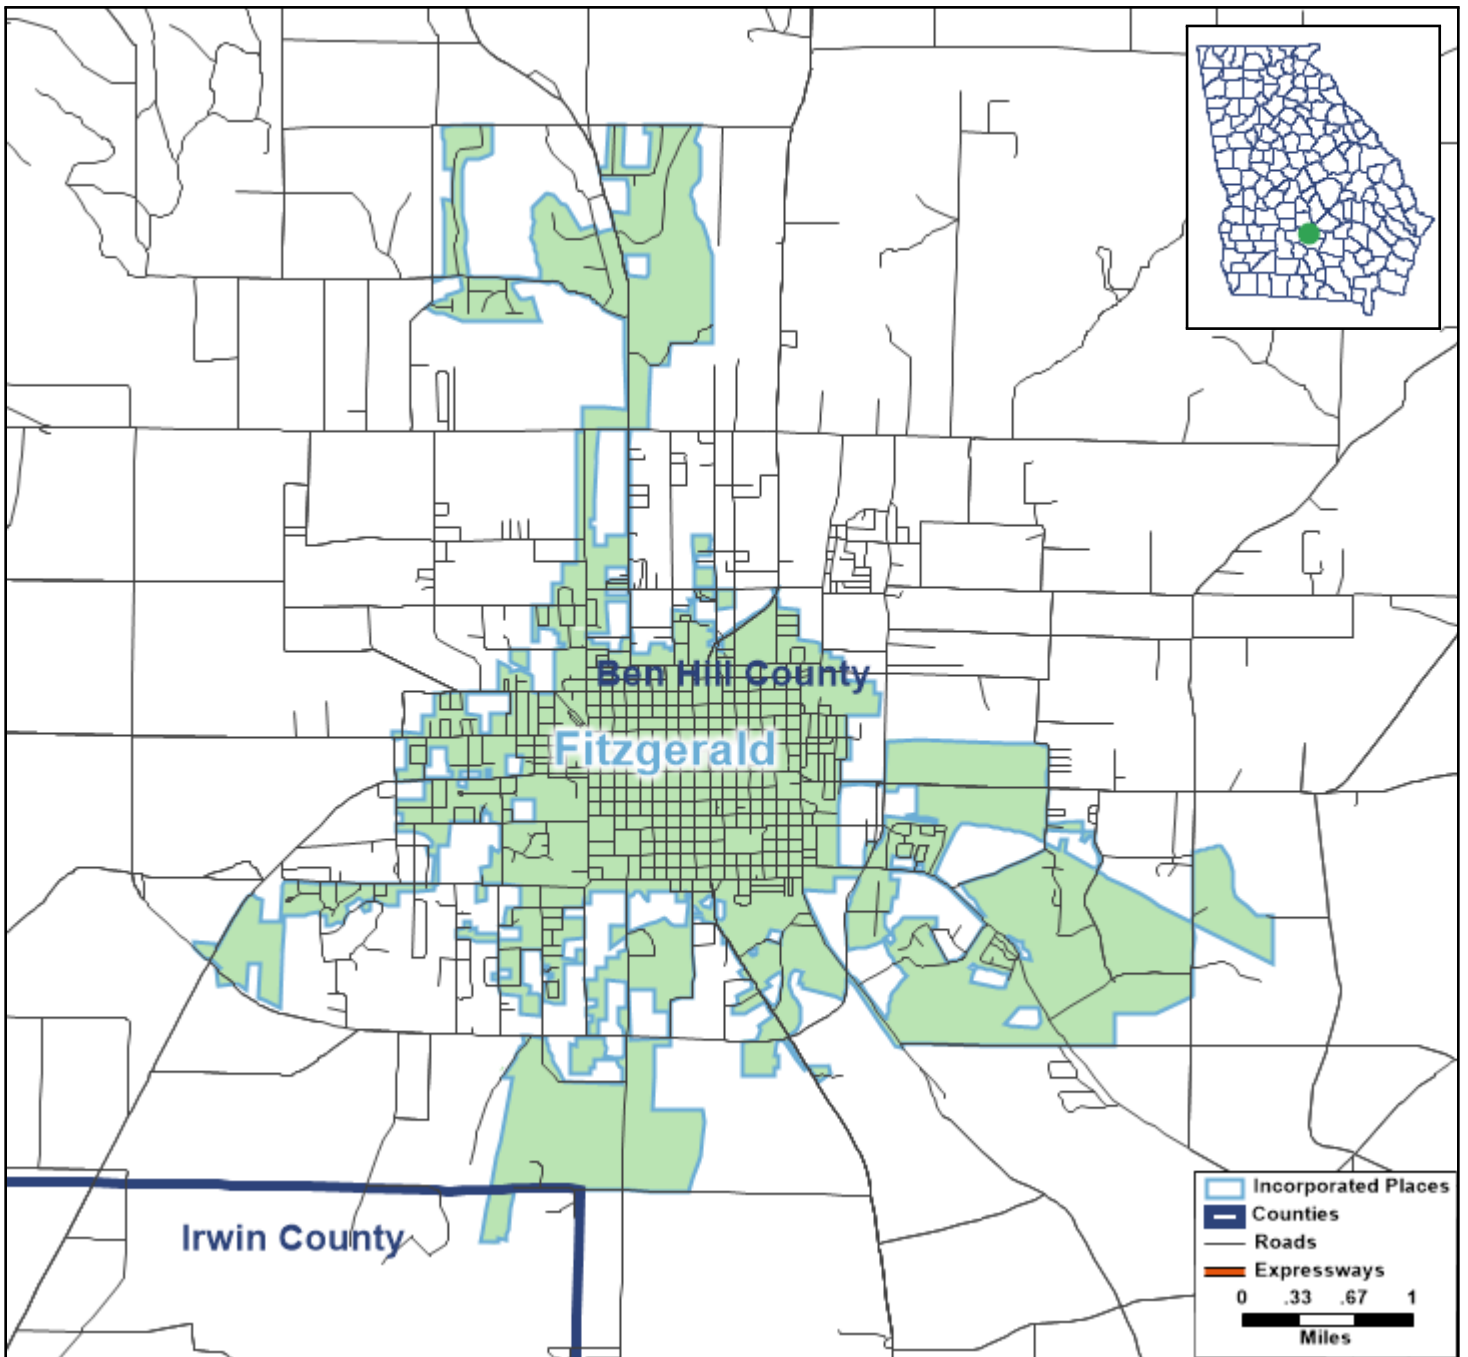 Ben Hill County
Fitzgerald
Irwin County
Incorporated Places
Counties
Roads
Expressways
0 .33 .67 1
Miles